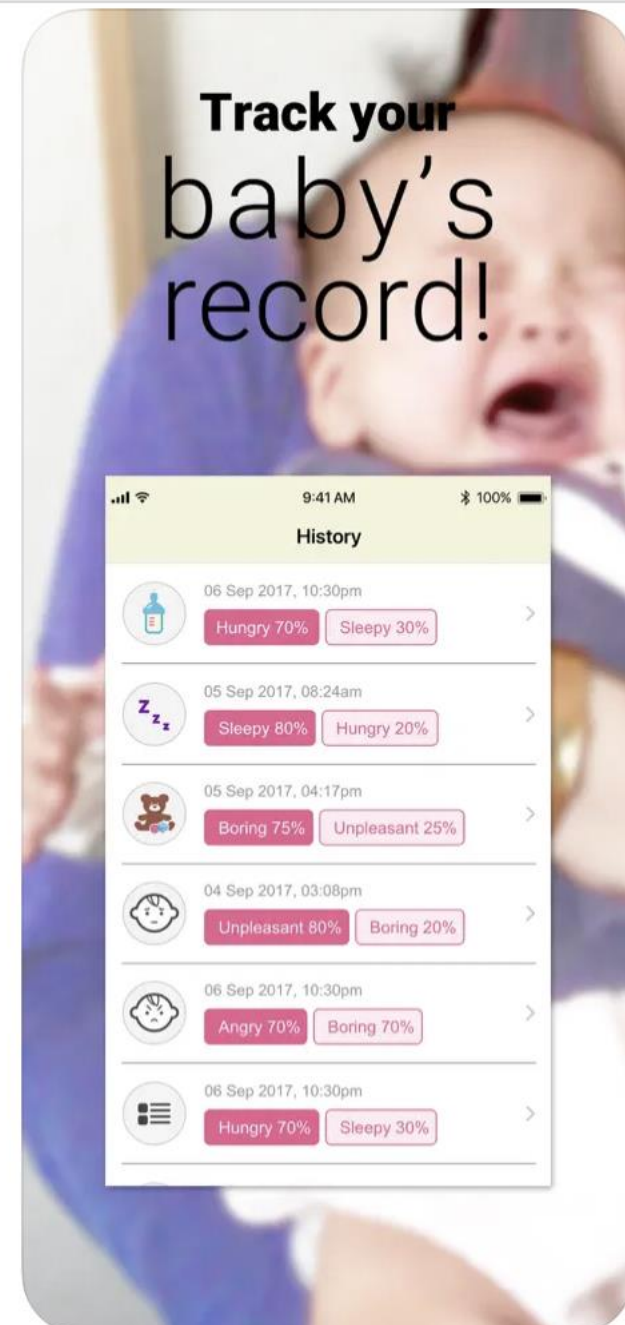 Track your
baby's
record!
9:41 AM
100%
History
06 Sep 2017, 10:30pm
Hungry 70% Sleepy 30%
Z z z
05 Sep 2017, 08:24am
Sleepy 80% Hungry 20%
05 Sep 2017, 04:17pm
Boring 75% Unpleasant 25%
04 Sep 2017, 03:08pm
Unpleasant 80% Boring 20%
06 Sep 2017, 10:30pm
Angry 70% Boring 70%
06 Sep 2017, 10:30pm
Hungry 70% Sleepy 30%